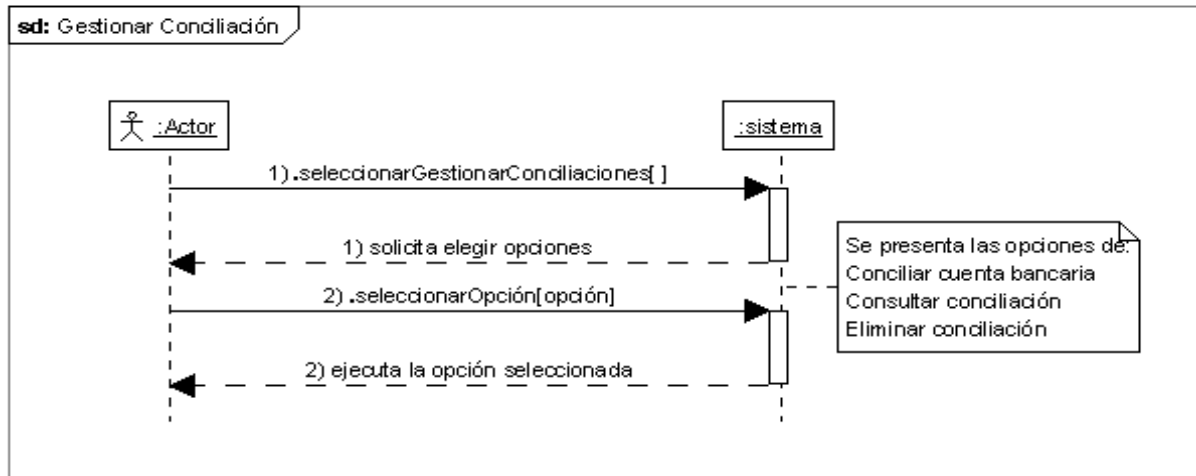 sd: Gestionar Conciliación
:Actor
:sistema
1).seleccionarGestionarConciliaciones[ ]
1) solicita elegir opciones
Se presenta las opciones de:
Conciliar cuenta bancaria
Consultar conciliación
Eliminar conciliación
2).seleccionarOpción[opción]
2) ejecuta la opción seleccionada